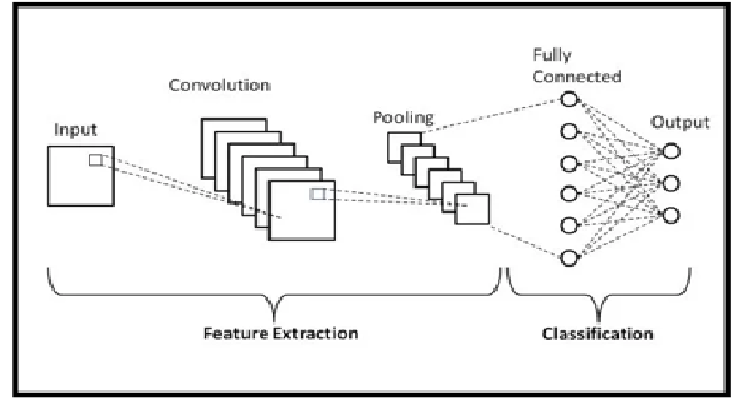 Input
Convolution
Pooling
Fully
Connected
Output
Feature Extraction
Classification